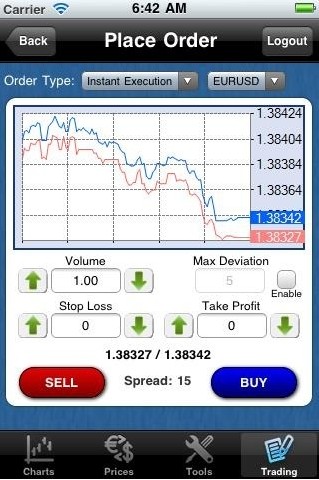 Carrier 6:42 AM
Back Place Order Logout
Order Type: Instant Execution EURUSD
1.38424
1.38404
1.38384
1.38364
1.38342
1.38327
Volume Max Deviation
1.00 5
Enable
Stop Loss Take Profit
0 0
1.38327 / 1.38342
SELL Spread: 15 BUY
Charts Prices Tools Trading